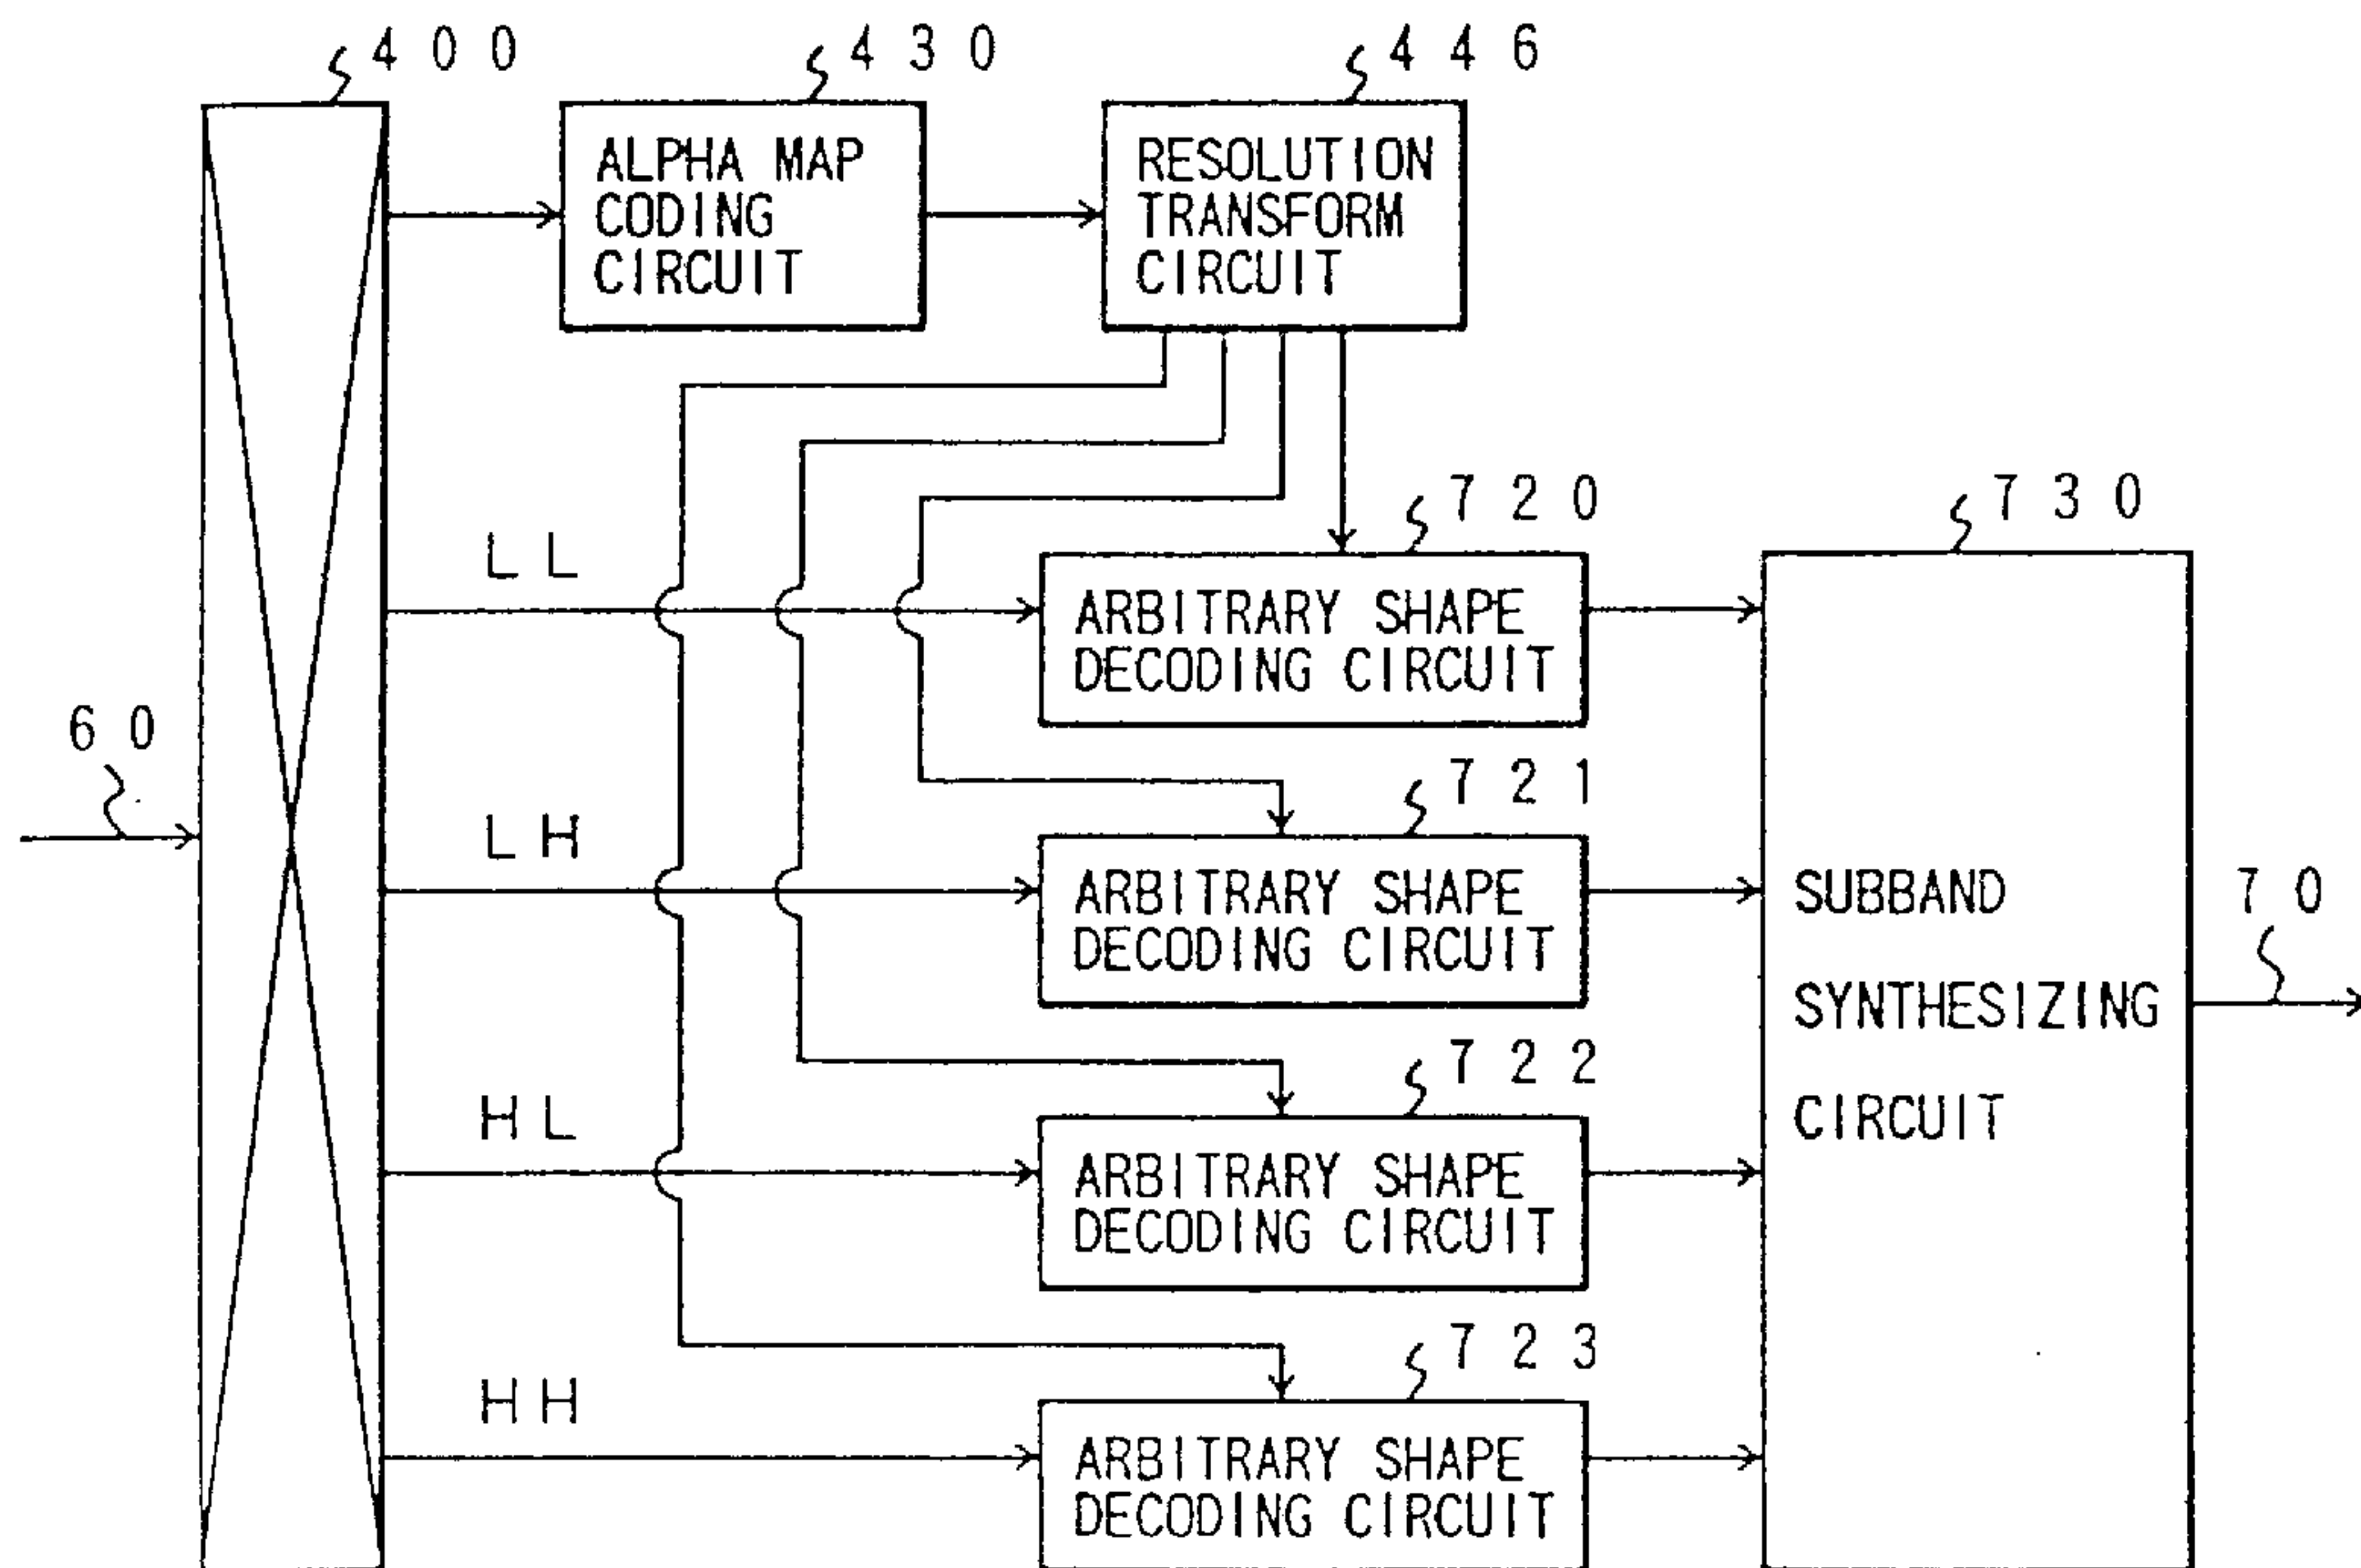 400
430
446
ALPHA MAP
CODING
CIRCUIT
RESOLUTION
TRANSFORM
CIRCUIT
LL
720
730
ARBITRARY SHAPE
DECODING CIRCUIT
60
721
LH
ARBITRARY SHAPE
DECODING CIRCUIT
SUBBAND
SYNTHESIZING
CIRCUIT
70
722
HL
ARBITRARY SHAPE
DECODING CIRCUIT
723
HH
ARBITRARY SHAPE
DECODING CIRCUIT